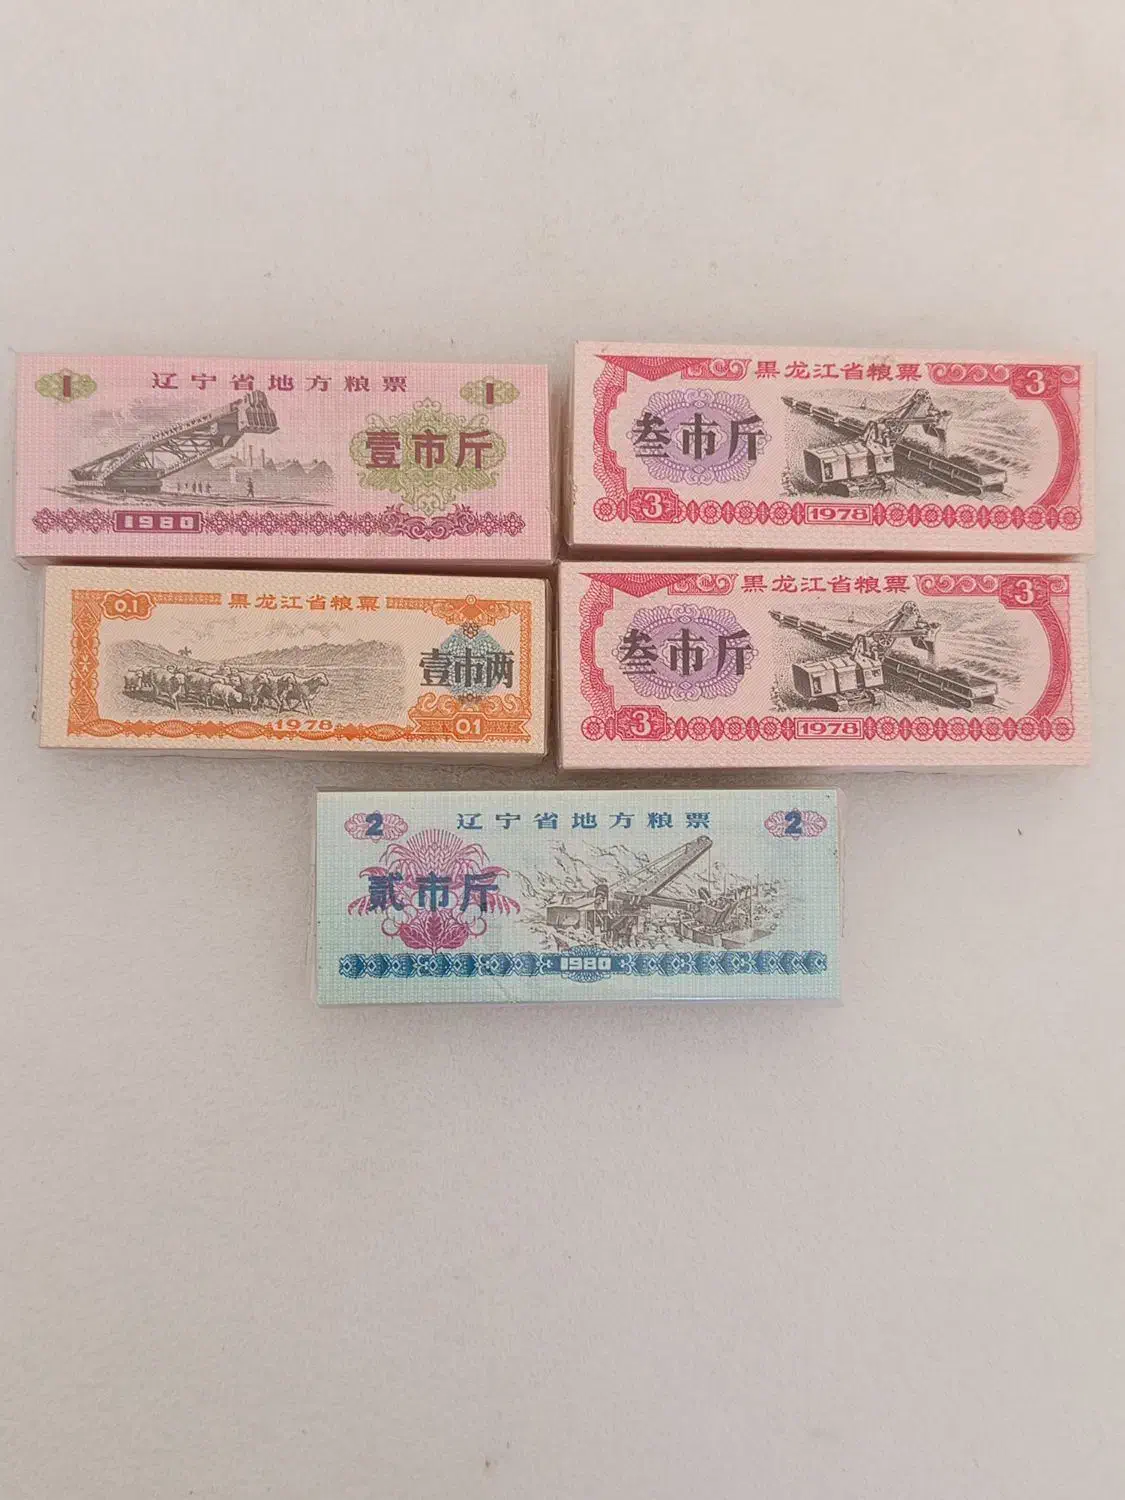 辽宁省地方粮票
1 1
壹市斤
1980
黑龙江省粮票
3
叁市斤
3
1978
0.1
黑龙江省粮票
壹市两
1978
0.1
黑龙江省粮票
3
叁市斤
3
1978
2
辽宁省地方粮票
2
贰市斤
1980